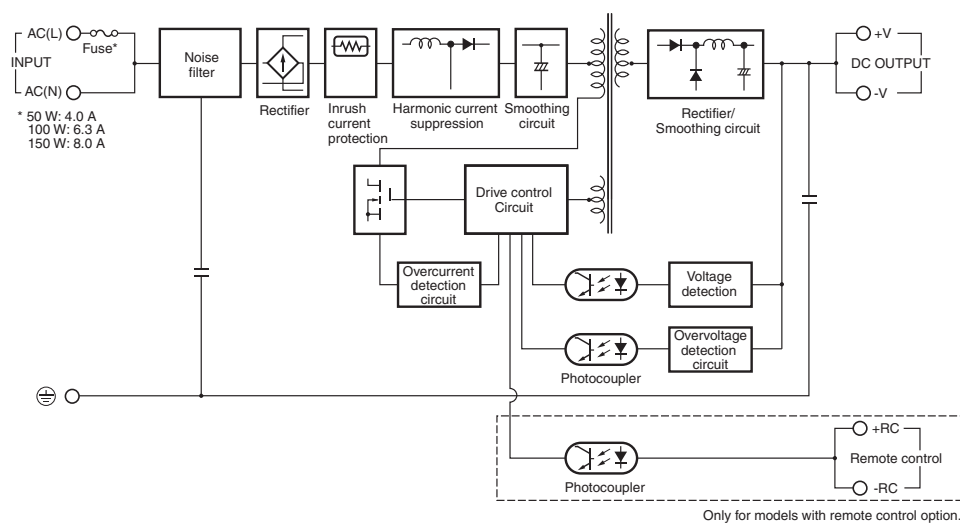 AC(L)
Fuse*
INPUT
AC(N)
* 50 W: 4.0 A
100 W: 6.3 A
150 W: 8.0 A
Noise
filter
Rectifier
Inrush
current
protection
Harmonic current
suppression
Smoothing
circuit
Rectifier/
Smoothing circuit
+V
DC OUTPUT
-V
Drive control
Circuit
Overcurrent
detection
circuit
Voltage
detection
Overvoltage
detection
circuit
Photocoupler
+RC
Remote control
-RC
Photocoupler
Only for models with remote control option.